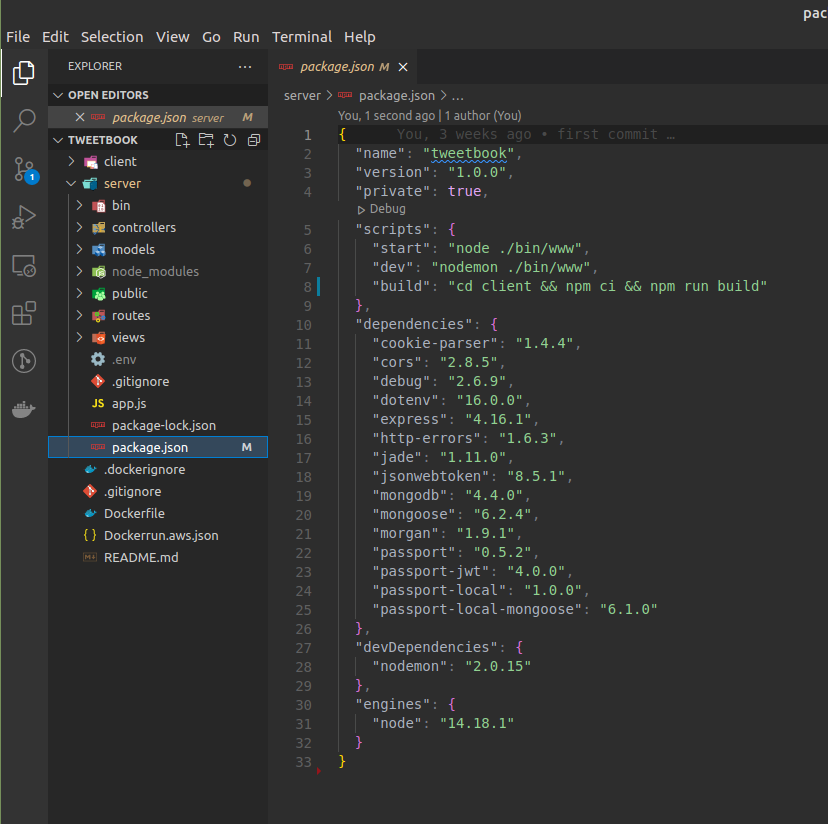 pac
File Edit Selection View Go Run Terminal Help
EXPLORER ...
package.json M
OPEN EDITORS
package.json server M
TWEETBOOK
client
server
bin
controllers
models
node_modules
public
routes
views
.env
.gitignore
JS app.js
package-lock.json
package.json M
.dockerignore
.gitignore
Dockerfile
{ } Dockerrun.aws.json
README.md
1
server > package.json > ...
You, 1 second ago | 1 author (You)
1 { You, 3 weeks ago • first commit …
2 "name": "tweetbook",
3 "version": "1.0.0",
4 "private": true,
Debug
5 "scripts": {
6 "start": "node ./bin/www",
7 "dev": "nodemon ./bin/www",
8 "build": "cd client && npm ci && npm run build"
9 },
10 "dependencies": {
11 "cookie-parser": "1.4.4",
12 "cors": "2.8.5",
13 "debug": "2.6.9",
14 "dotenv": "16.0.0",
15 "express": "4.16.1",
16 "http-errors": "1.6.3",
17 "jade": "1.11.0",
18 "jsonwebtoken": "8.5.1",
19 "mongodb": "4.4.0",
20 "mongoose": "6.2.4",
21 "morgan": "1.9.1",
22 "passport": "0.5.2",
23 "passport-jwt": "4.0.0",
24 "passport-local": "1.0.0",
25 "passport-local-mongoose": "6.1.0"
26 },
27 "devDependencies": {
28 "nodemon": "2.0.15"
29 },
30 "engines": {
31 "node": "14.18.1"
32 }
33 }